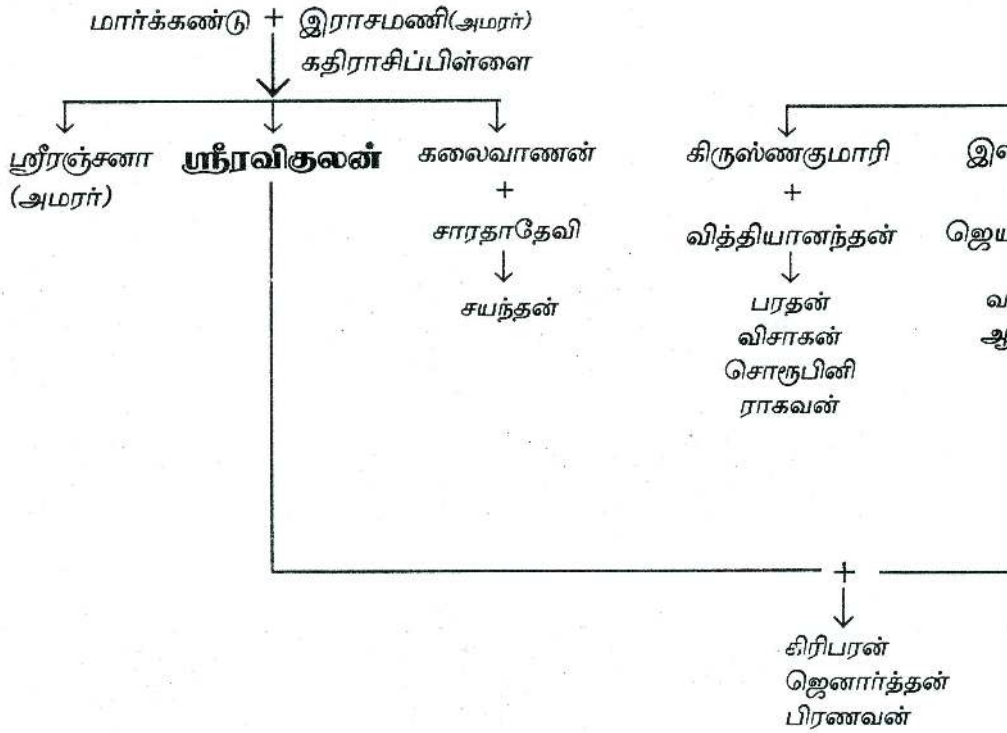 மார்க்கண்டு + இராசமணி(அமரர்)
கதிராசிப்பிள்ளை
ஸ்ரீரஞ்சனா
(அமரர்)
ஸ்ரீரவிகுலன்
கலைவாணன்
+
சாரதாதேவி
சயந்தன்
கிருஸ்ணகுமாரி
+
வித்தியானந்தன்
பரதன்
விசாகன்
சொரூபினி
ராகவன்
+
கிரிபரன்
ஜெனார்த்தன்
பிரணவன்